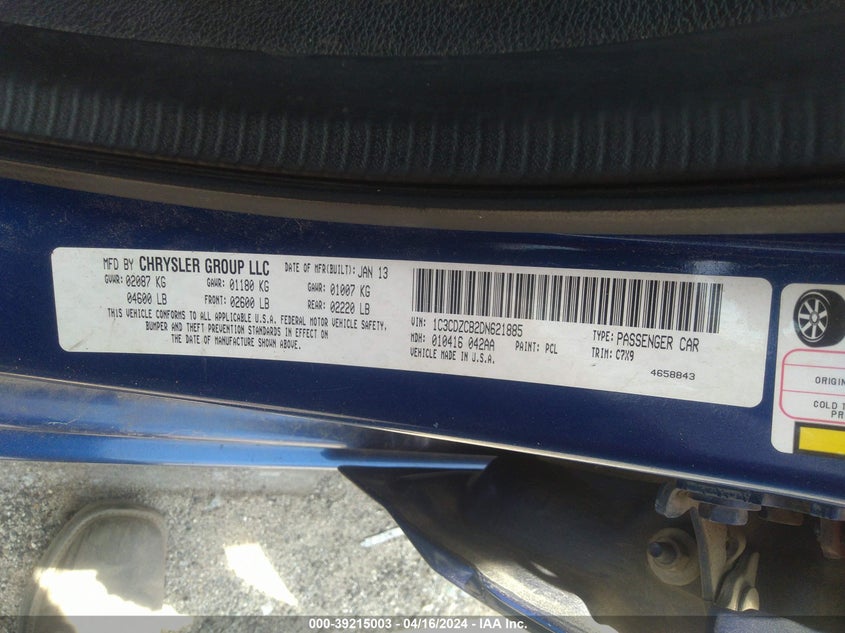 MFD BY CHRYSLER GROUP LLC DATE OF MFR(BUILT): JAN 13
GVWR: 02087 KG GAWR: 01180 KG GAWR: 01007 KG
04600 LB FRONT: 02600 LB REAR: 02220 LB
THIS VEHICLE CONFORMS TO ALL APPLICABLE U.S.A. FEDERAL MOTOR VEHICLE SAFETY,
BUMPER AND THEFT PREVENTION STANDARDS IN EFFECT ON
THE DATE OF MANUFACTURE SHOWN ABOVE.
VIN: 1C3CDZCB2DN621885 TYPE: PASSENGER CAR
MDH: 010416 042AA PAINT: PCL TRIM: C7X9
VEHICLE MADE IN U.S.A.
4658843
COLD
000-39215003 - 04/16/2024 - IAA Inc.